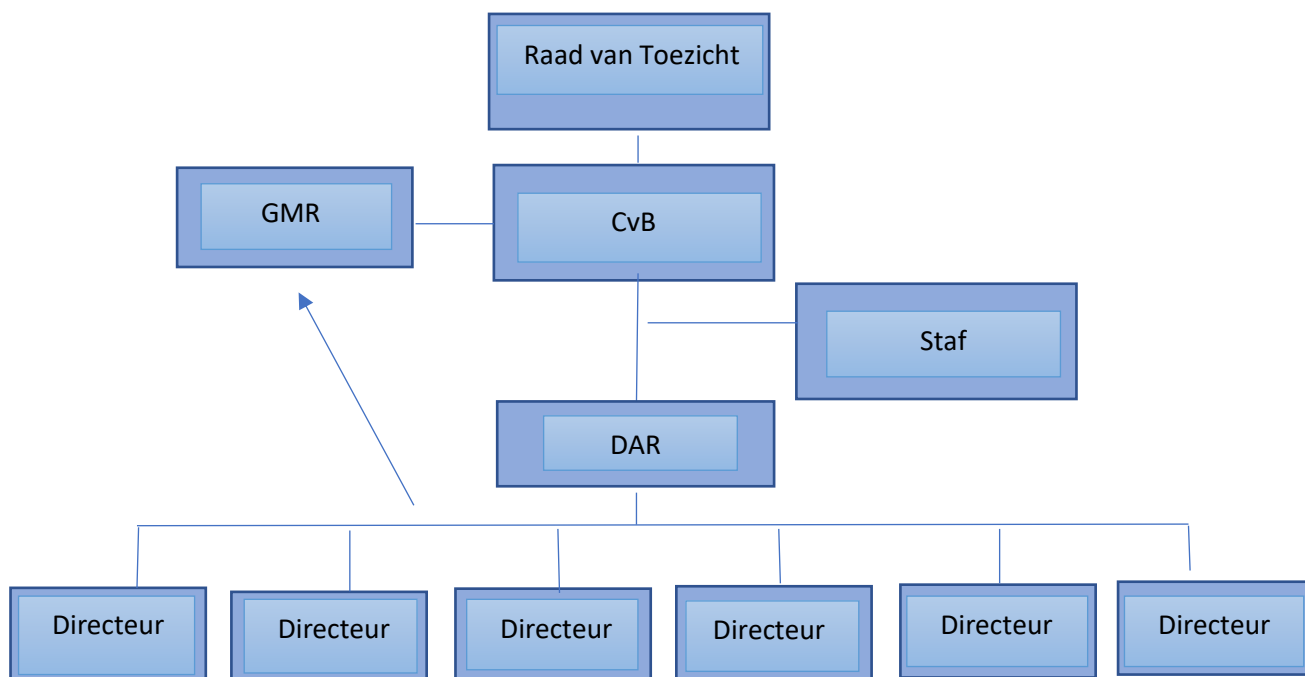 Raad van Toezicht
GMR
CvB
Staf
DAR
Directeur
Directeur
Directeur
Directeur
Directeur
Directeur